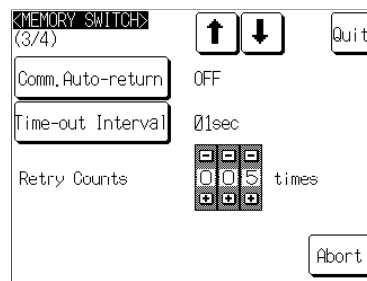 <MEMORY SWITCH>
(3/4) Quit
Comm.Auto-return OFF
Time-out Interval 01sec
Retry Counts 005 times
Abort